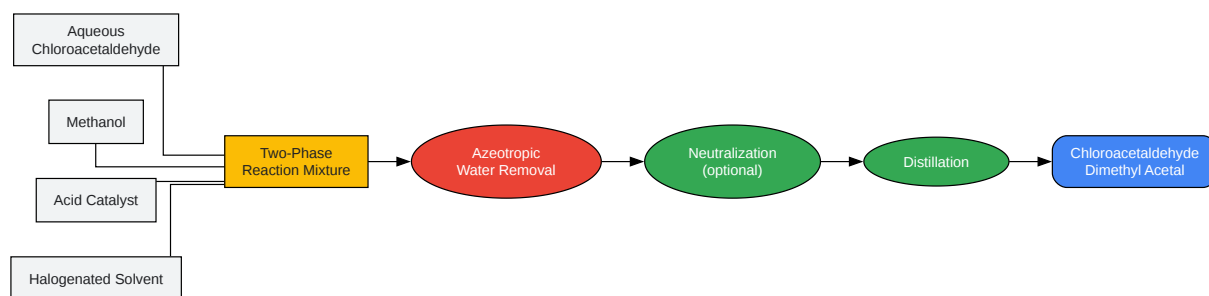 Aqueous
Chloroacetaldehyde
Methanol
Acid Catalyst
Halogenated Solvent
Two-Phase
Reaction Mixture
Azeotropic
Water Removal
Neutralization
(optional)
Distillation
Chloroacetaldehyde
Dimethyl Acetal